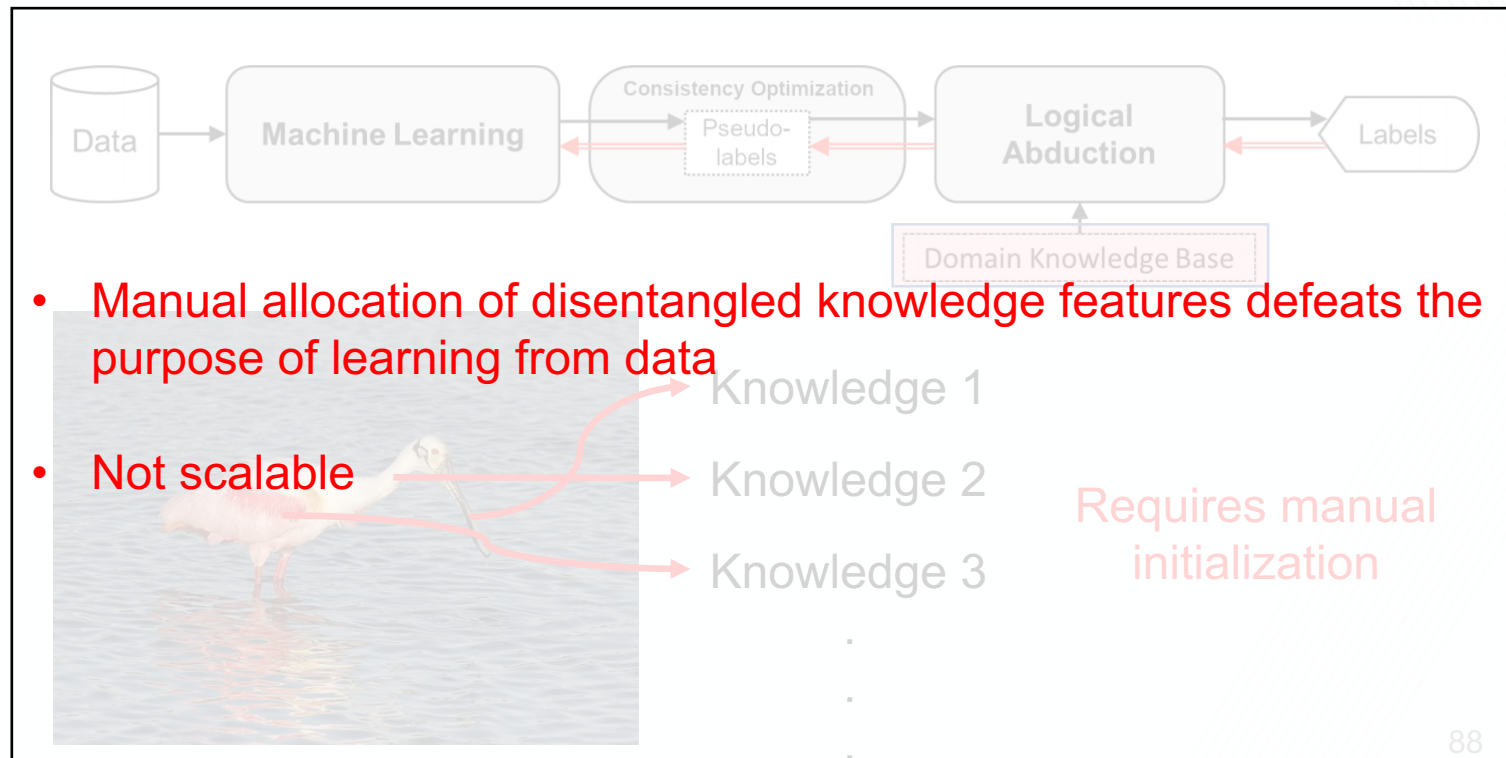 Consistency Optimization
Data
Machine Learning
Pseudo-
labels
Logical
Abduction
Labels
Domain Knowledge Base
• Manual allocation of disentangled knowledge features defeats the
purpose of learning from data
Knowledge 1
• Not scalable
Knowledge 2
Knowledge 3
.
.
.
Requires manual
initialization
88